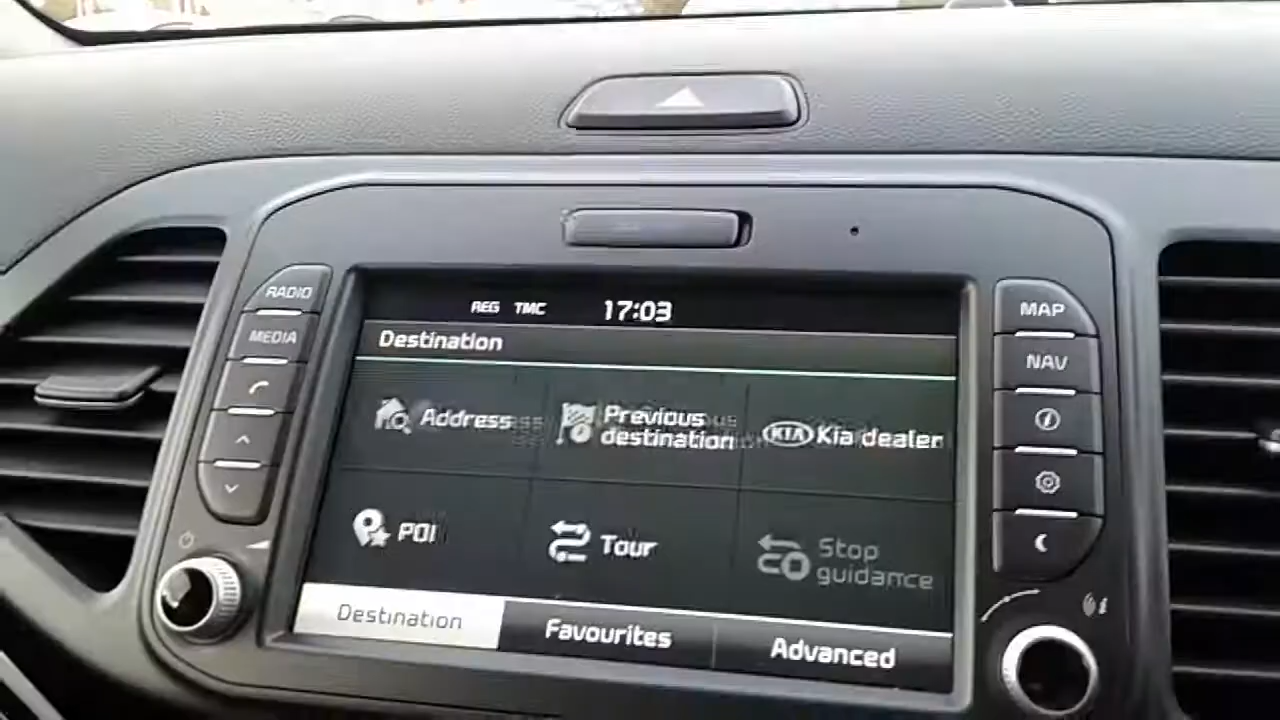 RADIO
MEDIA
REG TMC 17:03
Destination
Address
Previous
destination
KIA Kia dealer
POI
Tour
Stop
guidance
Destination
Favourites
Advanced
MAP
NAV